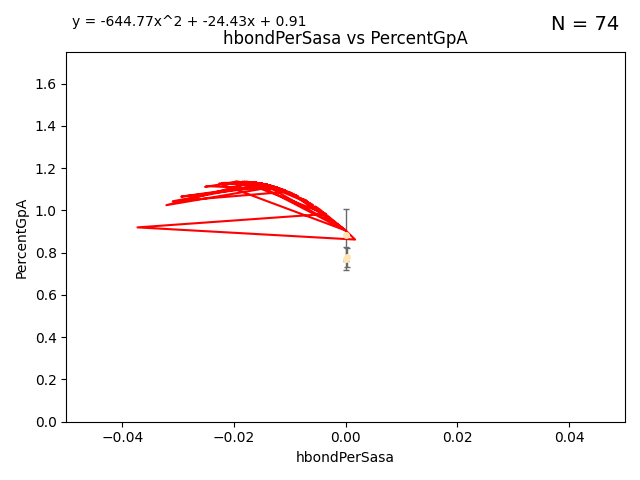 y = -644.77x^2 + -24.43x + 0.91
N = 74
hbondPerSasa vs PercentGpA
1.6
1.4
1.2
1.0
0.8
0.6
0.4
0.2
0.0
PercentGpA
−0.04
−0.02
0.00
0.02
0.04
hbondPerSasa